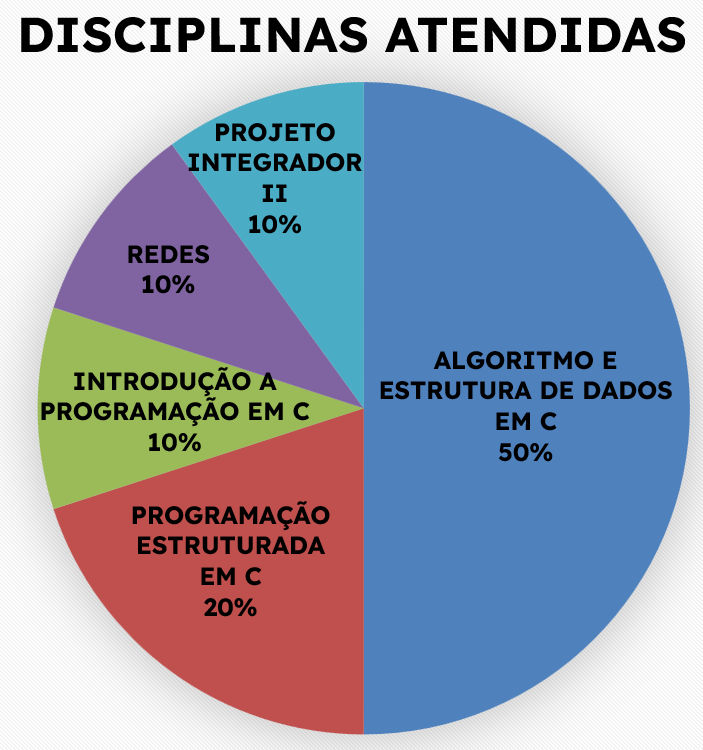 DISCIPLINAS ATENDIDAS
PROJETO
INTEGRADOR
II
10%
REDES
10%
INTRODUÇÃO A
PROGRAMAÇÃO EM C
10%
ALGORITMO E
ESTRUTURA DE DADOS
EM C
50%
PROGRAMAÇÃO
ESTRUTURADA
EM C
20%